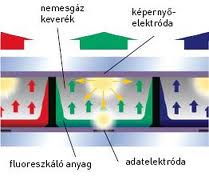 nemesgáz
keverék
képernyő-
elektróda
fluoreszkáló anyag
adatelektróda